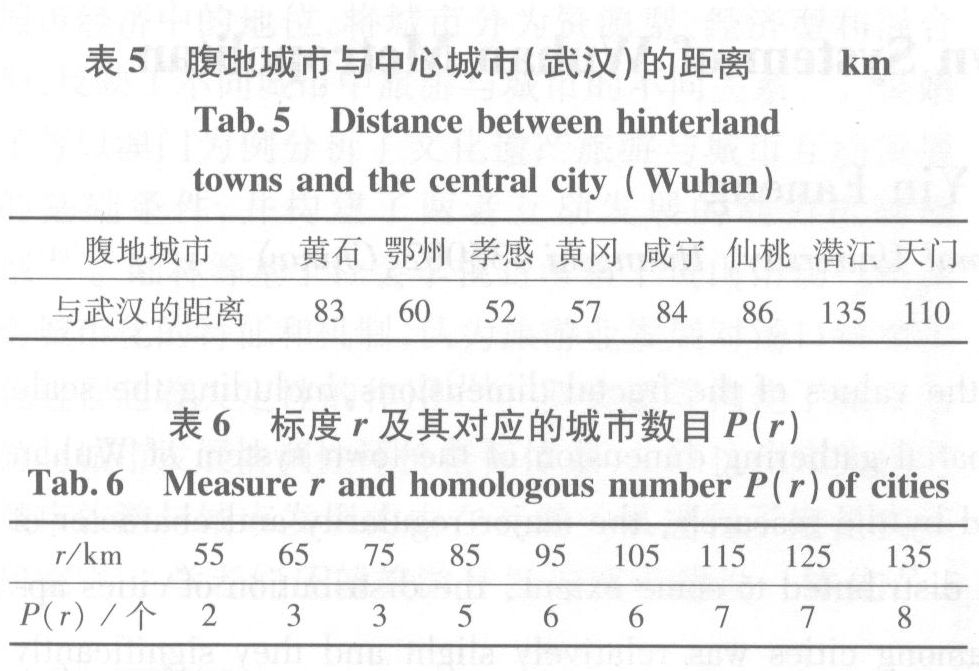 表 5 腹地城市与中心城市(武汉)的距离 km
Tab. 5 Distance between hinterland
towns and the central city (Wuhan)
腹地城市 黄石 鄂州 孝感 黄冈 咸宁 仙桃 潜江 天门
与武汉的距离 83 60 52 57 84 86 135 110
表 6 标度 r 及其对应的城市数目 P(r)
Tab. 6 Measure r and homologous number P(r) of cities
r/km 55 65 75 85 95 105 115 125 135
P(r) / 个 2 3 3 5 6 6 7 7 8